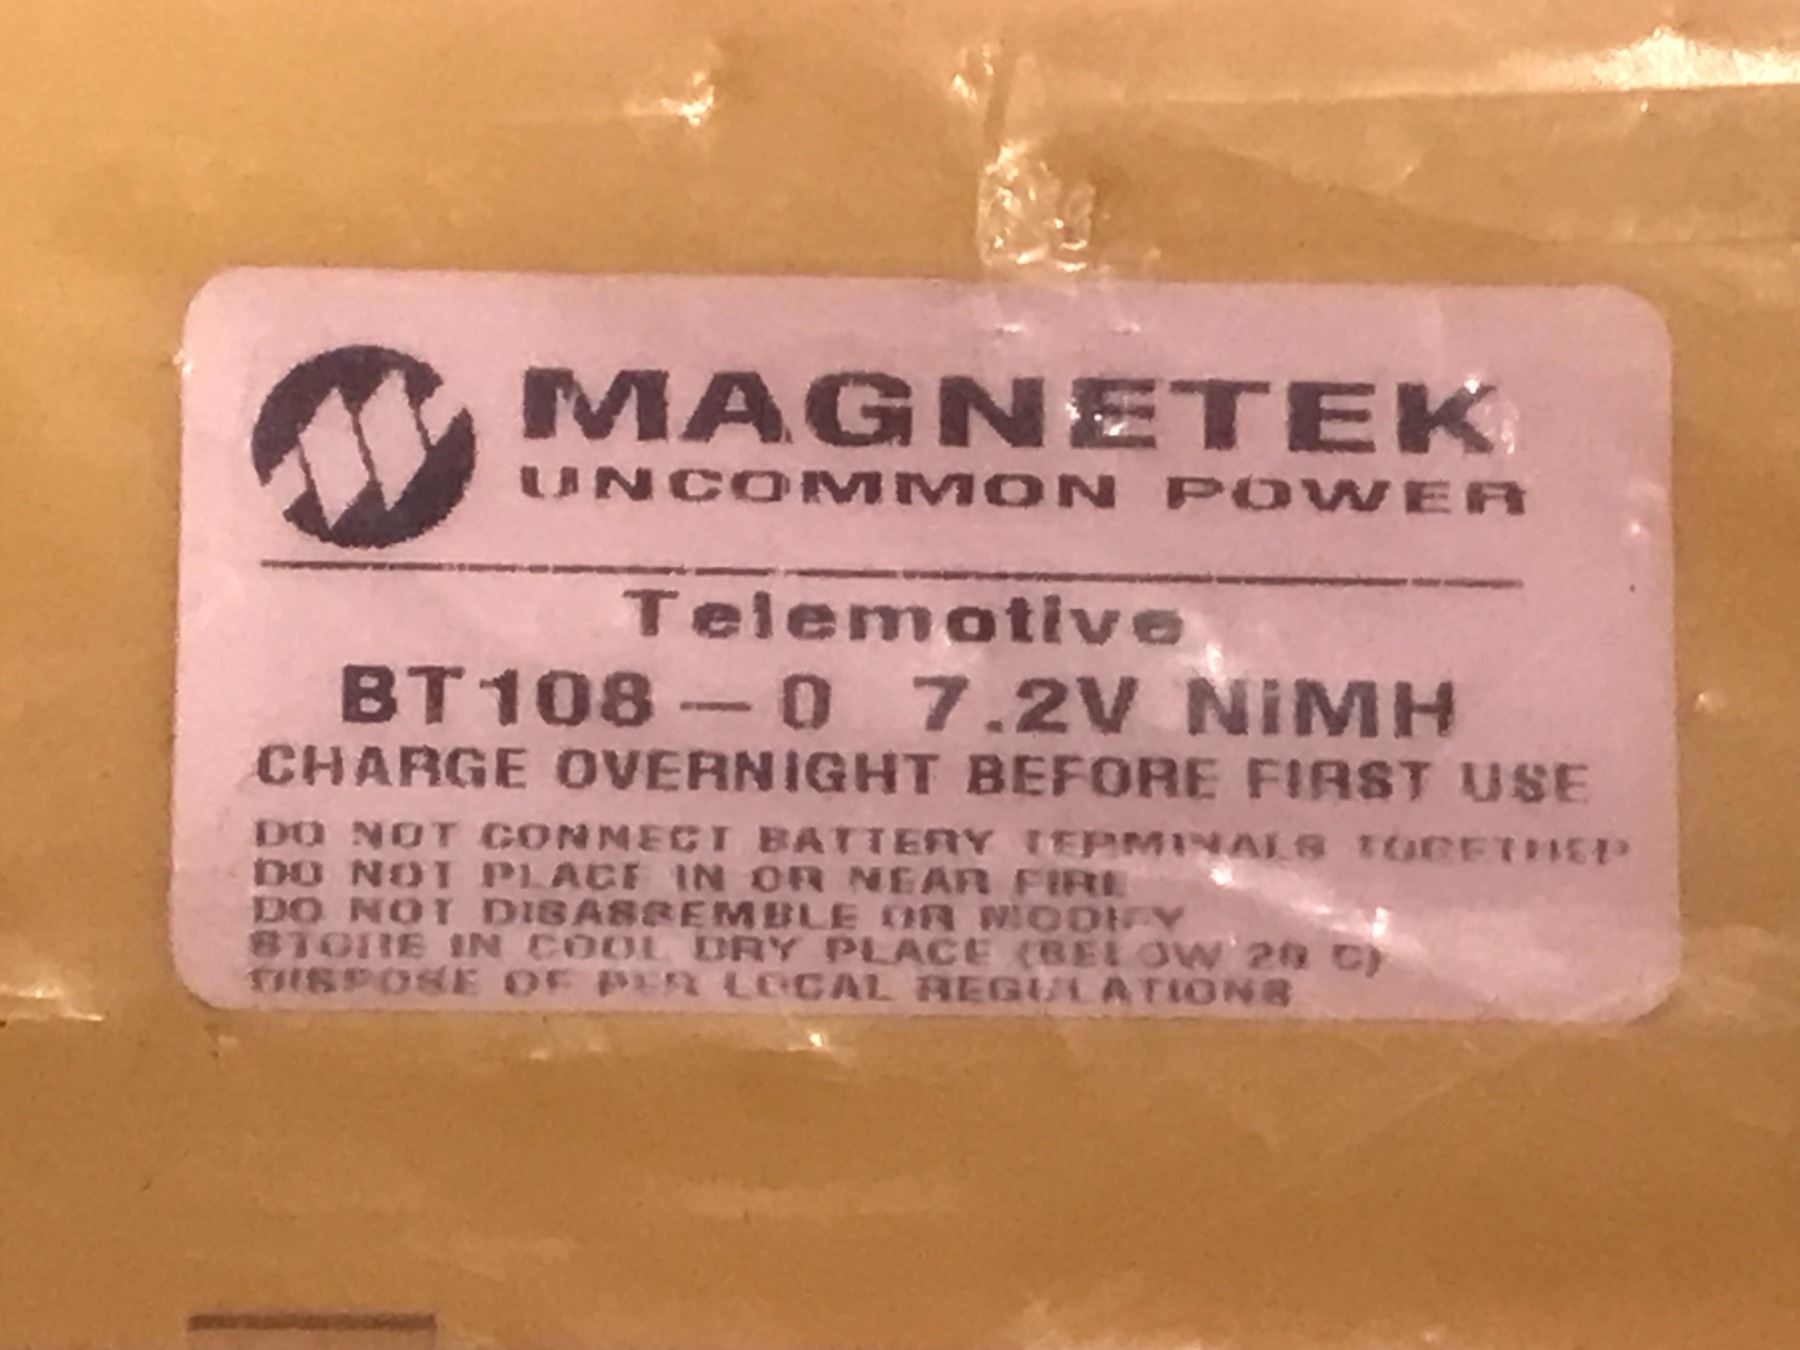 MAGNETEK
UNCOMMON POWER
Telemotive
BT108-0 7.2V NiMH
CHARGE OVERNIGHT BEFORE FIRST USE
DO NOT CONNECT BATTERY TERMINALS TOGETHER
DO NOT PLACE IN OR NEAR FIRE
DO NOT DISASSEMBLE OR MODIFY
STORE IN COOL DRY PLACE (BELOW 20 C)
DISPOSE OF PER LOCAL REGULATIONS